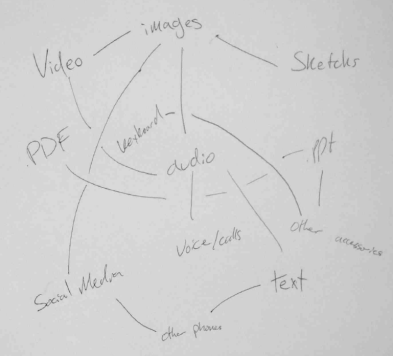 images
Video
Sketchs
keyboard
PDF
audio
.ppt
other accessories
Voice/calls
Social Media
text
other phones